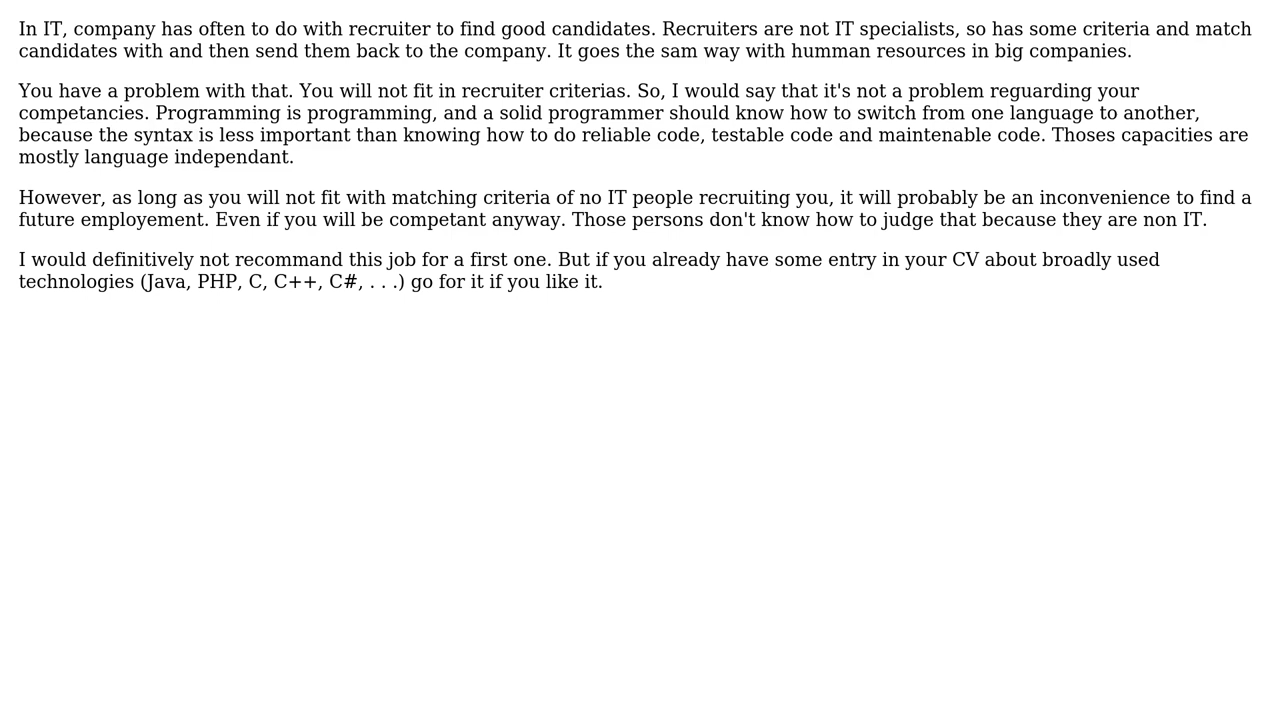 In IT, company has often to do with recruiter to find good candidates. Recruiters are not IT specialists, so has some criteria and match
candidates with and then send them back to the company. It goes the sam way with humman resources in big companies.
You have a problem with that. You will not fit in recruiter criterias. So, I would say that it's not a problem reguarding your
competancies. Programming is programming, and a solid programmer should know how to switch from one language to another,
because the syntax is less important than knowing how to do reliable code, testable code and maintenable code. Thoses capacities are
mostly language independant.
However, as long as you will not fit with matching criteria of no IT people recruiting you, it will probably be an inconvenience to find a
future employement. Even if you will be competant anyway. Those persons don't know how to judge that because they are non IT.
I would definitively not recommand this job for a first one. But if you already have some entry in your CV about broadly used
technologies (Java, PHP, C, C++, C#, . . .) go for it if you like it.